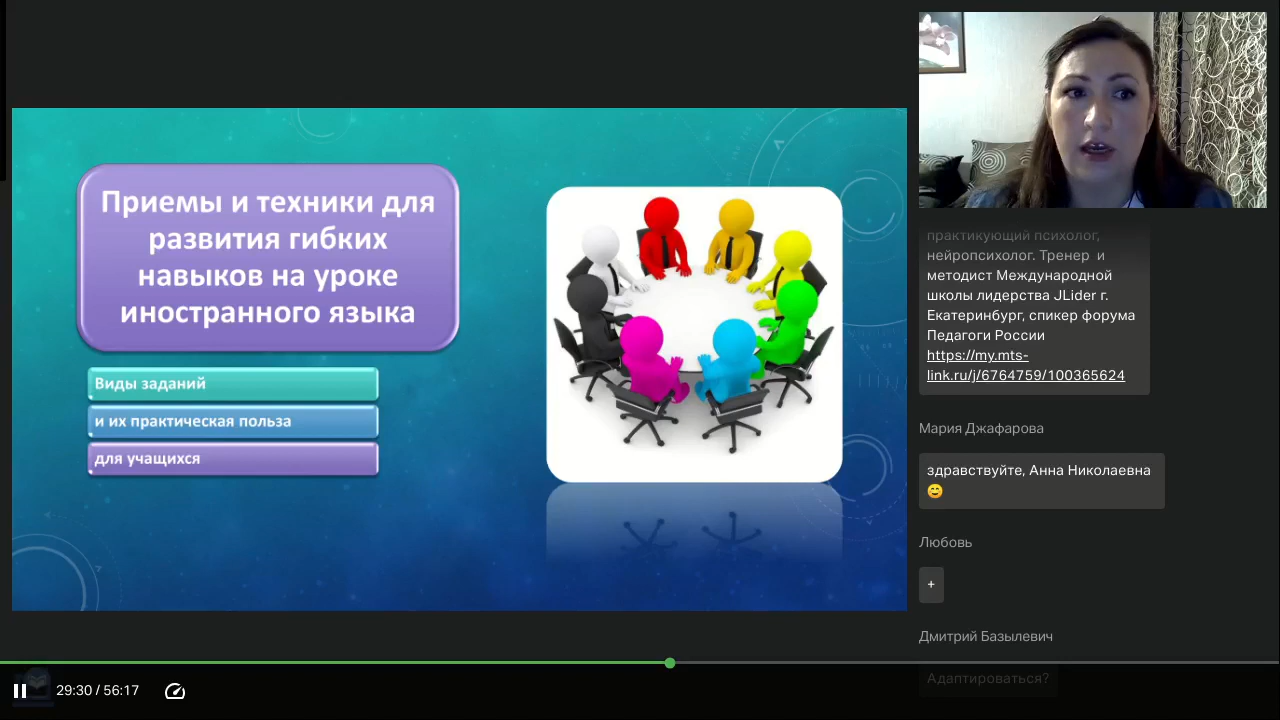 Приемы и техники для
развития гибких
навыков на уроке
иностранного языка
Виды заданий
и их практическая польза
для учащихся
практикующий психолог,
нейропсихолог. Тренер и
методист Международной
школы лидерства JLider г.
Екатеринбург, спикер форума
Педагоги России
https://my.mts-
link.ru/j/6764759/100365624
Мария Джафарова
здравствуйте, Анна Николаевна
😊
Любовь
+
Дмитрий Базылевич
Адаптироваться?
29:30 / 56:17